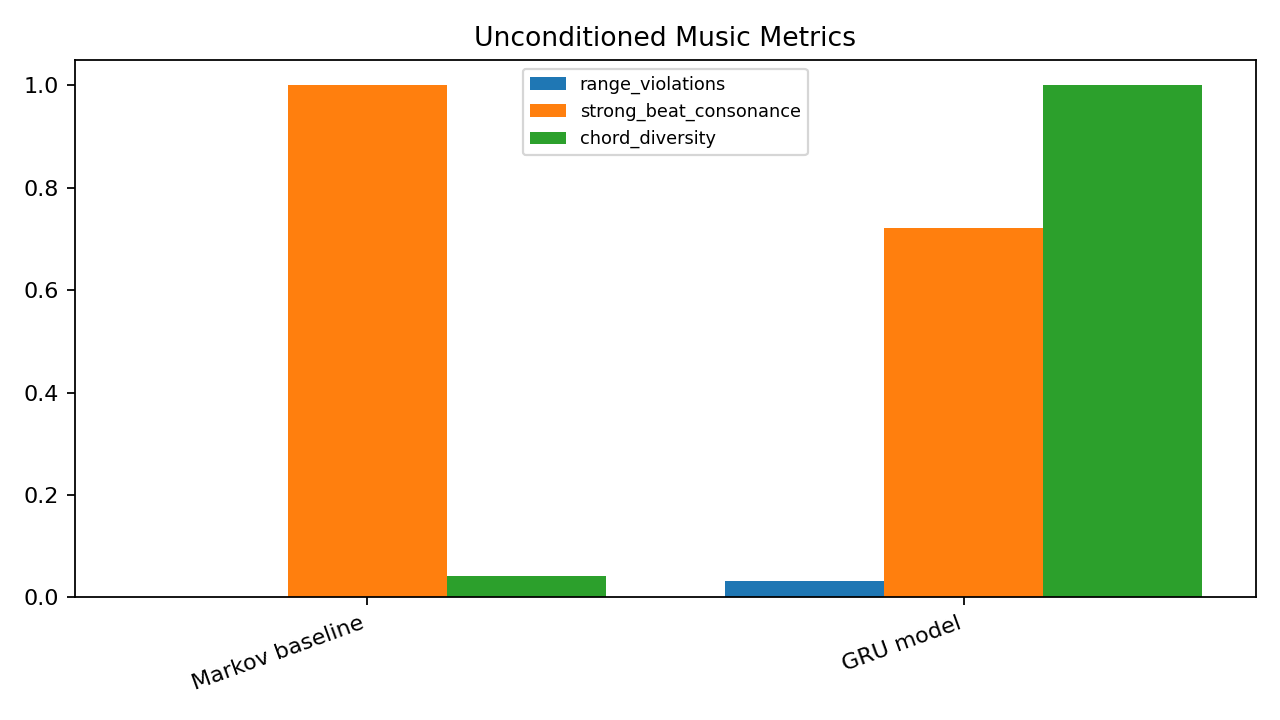 Unconditioned Music Metrics
range_violations
strong_beat_consonance
chord_diversity
1.0
0.8
0.6
0.4
0.2
0.0
Markov baseline
GRU model